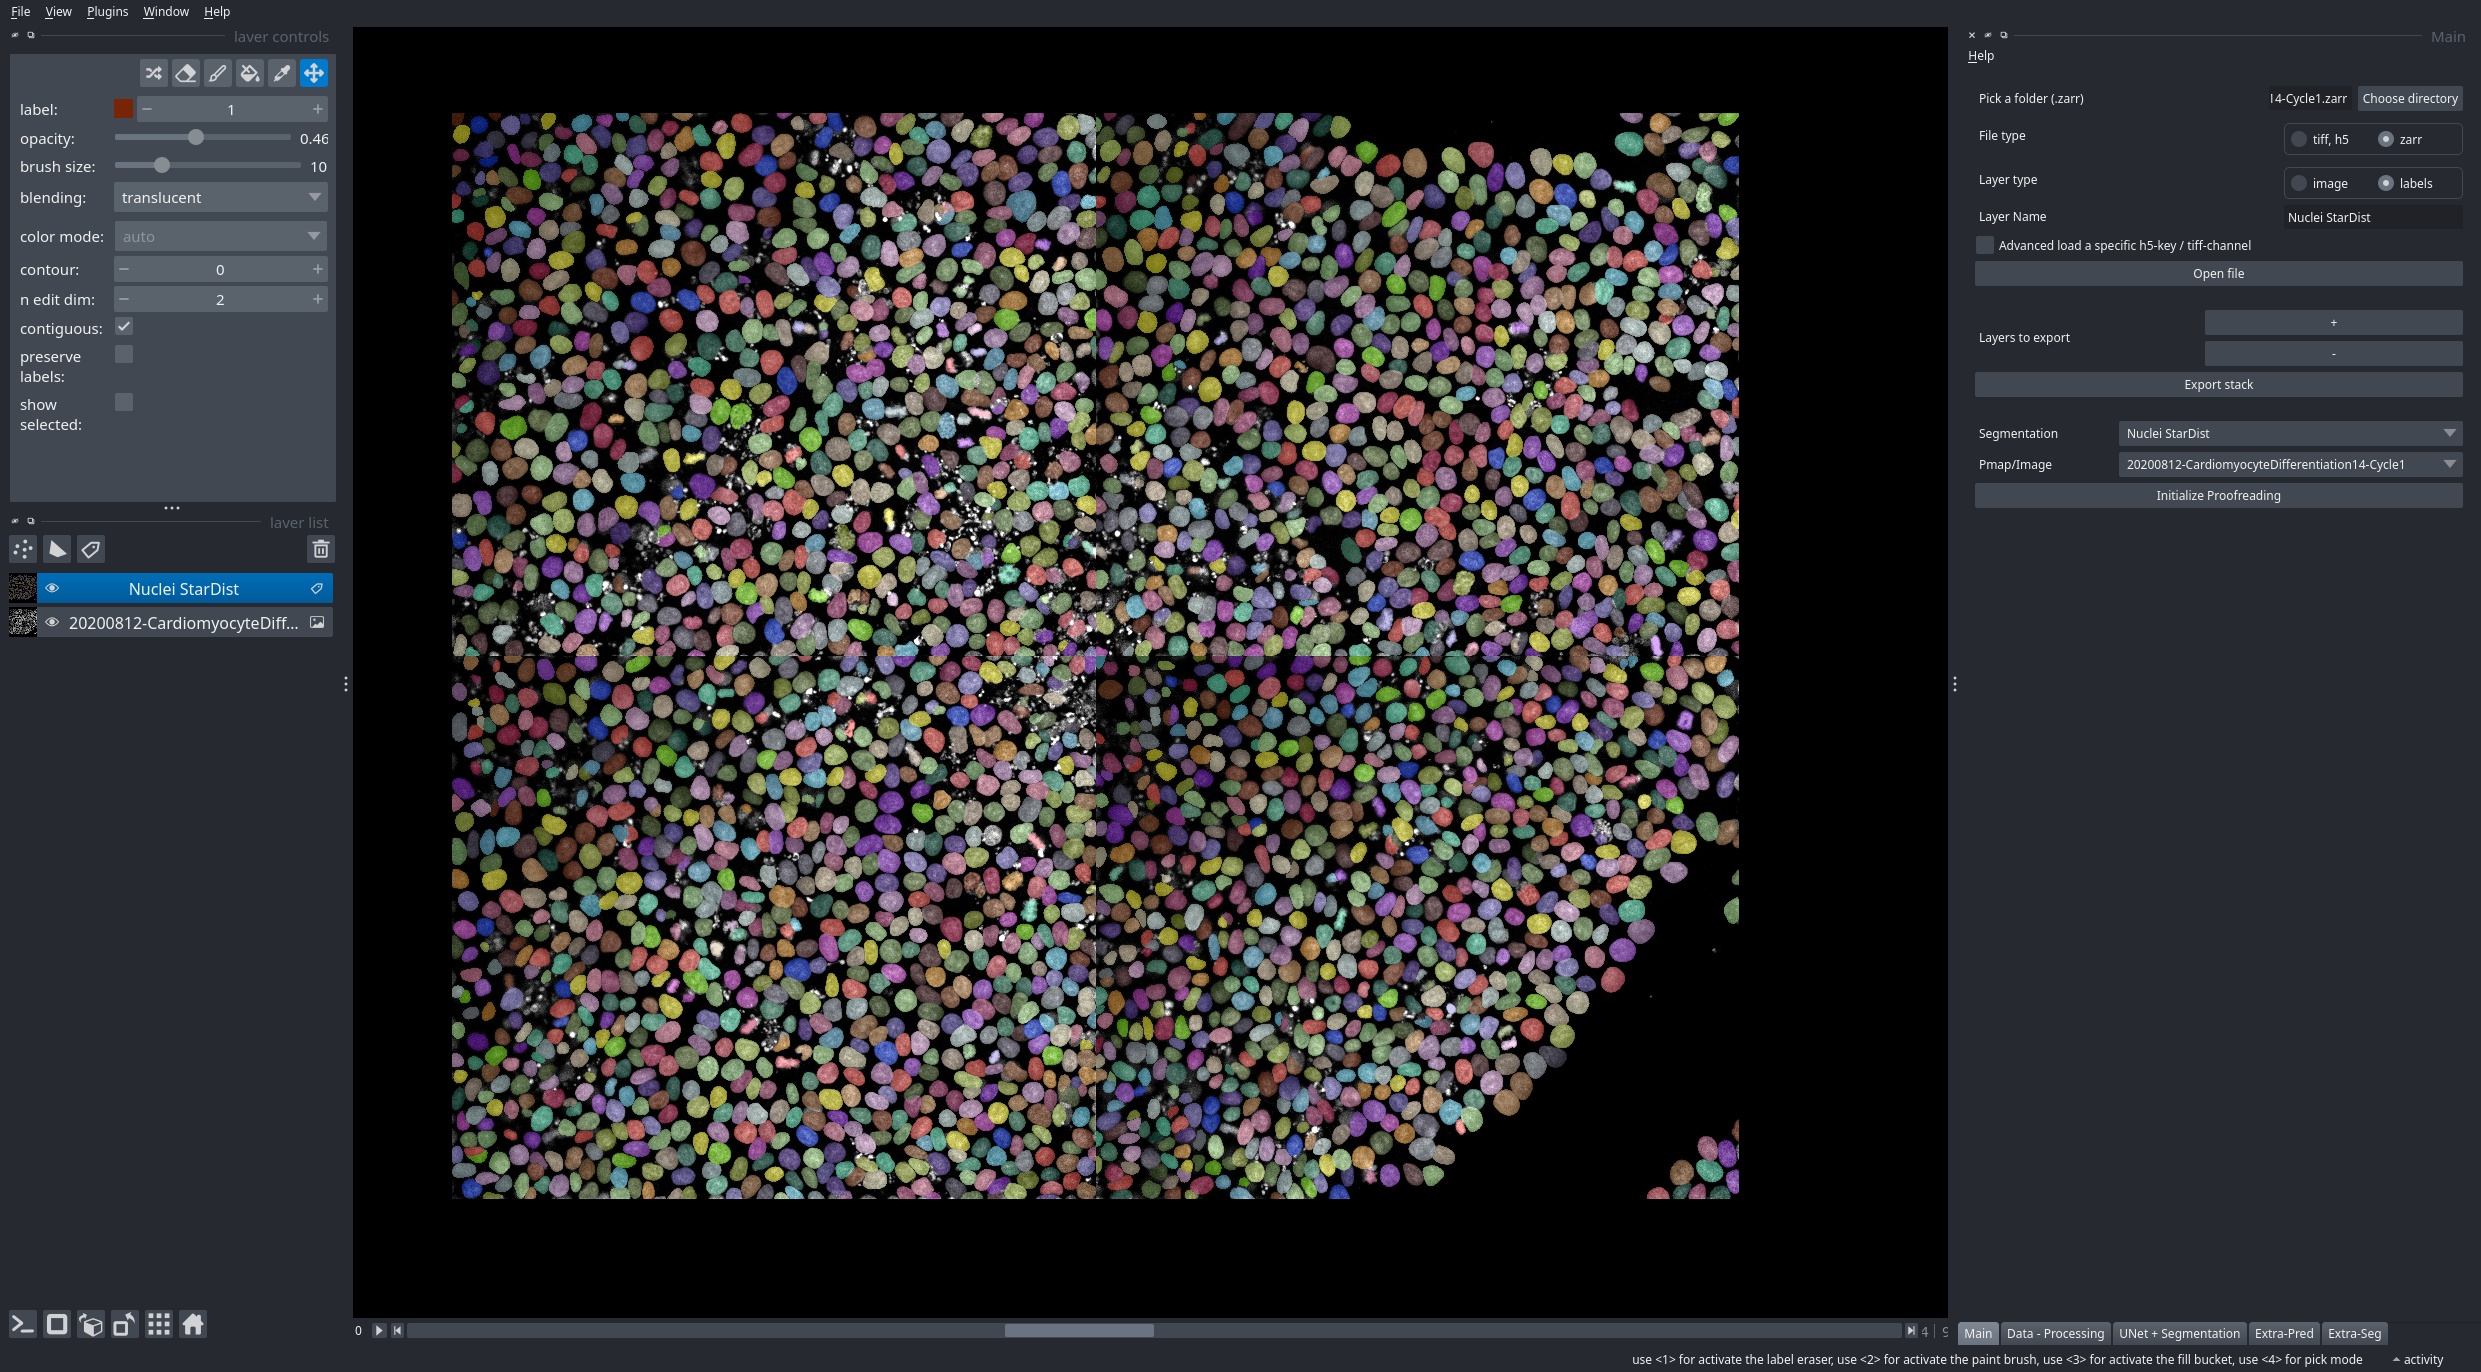 File View Plugins Window Help
layer controls
label: 1
opacity: 0.46
brush size: 10
blending: translucent
color mode: auto
contour: 0
n edit dim: 2
contiguous:
preserve
labels:
show
selected:
layer list
Nuclei StarDist
20200812-CardiomyocyteDiff...
0
4
Main
Help
Pick a folder (.zarr) 14-Cycle1.zarr Choose directory
File type tiff, h5 zarr
Layer type image labels
Layer Name Nuclei StarDist
Advanced load a specific h5-key / tiff-channel
Open file
Layers to export + -
Export stack
Segmentation Nuclei StarDist
Pmap/Image 20200812-CardiomyocyteDifferentiation14-Cycle1
Initialize Proofreading
Main Data - Processing UNet + Segmentation Extra-Pred Extra-Seg
use <1> for activate the label eraser, use <2> for activate the paint brush, use <3> for activate the fill bucket, use <4> for pick mode activity